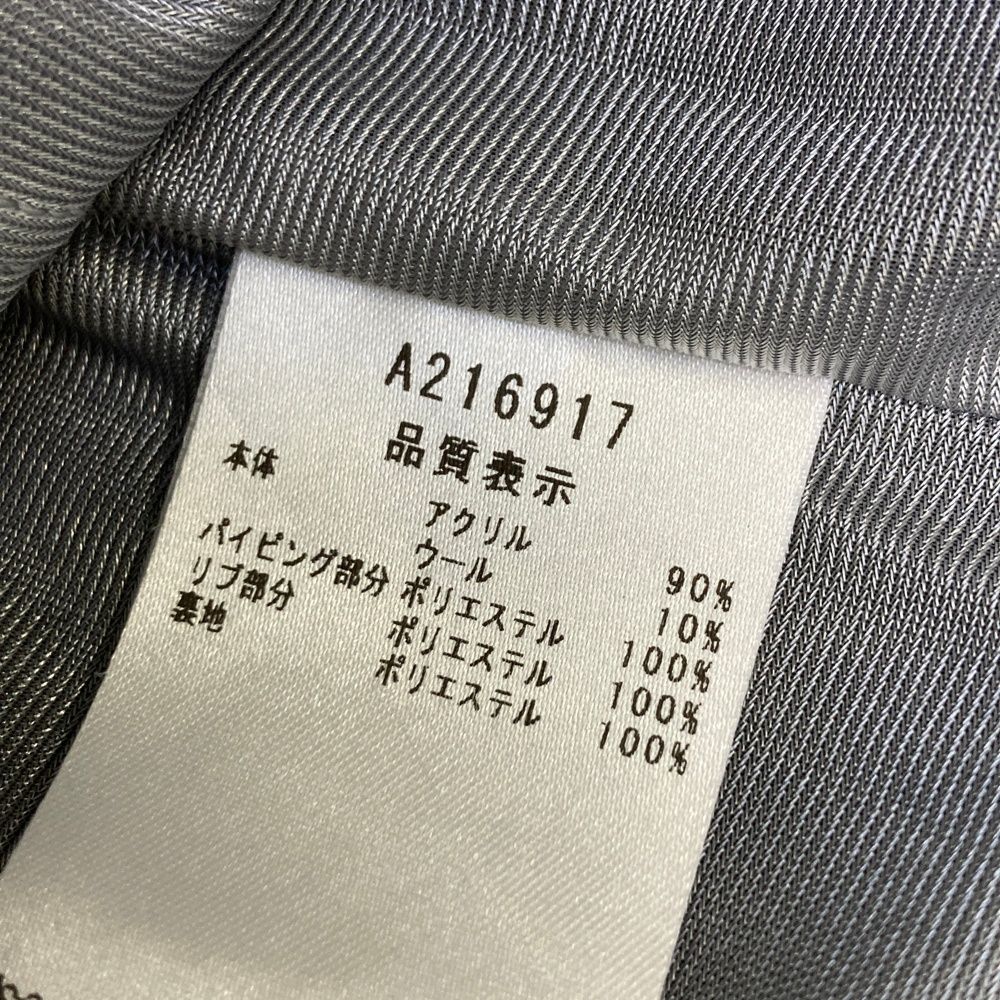 A216917
品質表示
本体 アクリル 90%
ウール 10%
パイピング部分 ポリエステル 100%
リブ部分 ポリエステル 100%
裏地 ポリエステル 100%